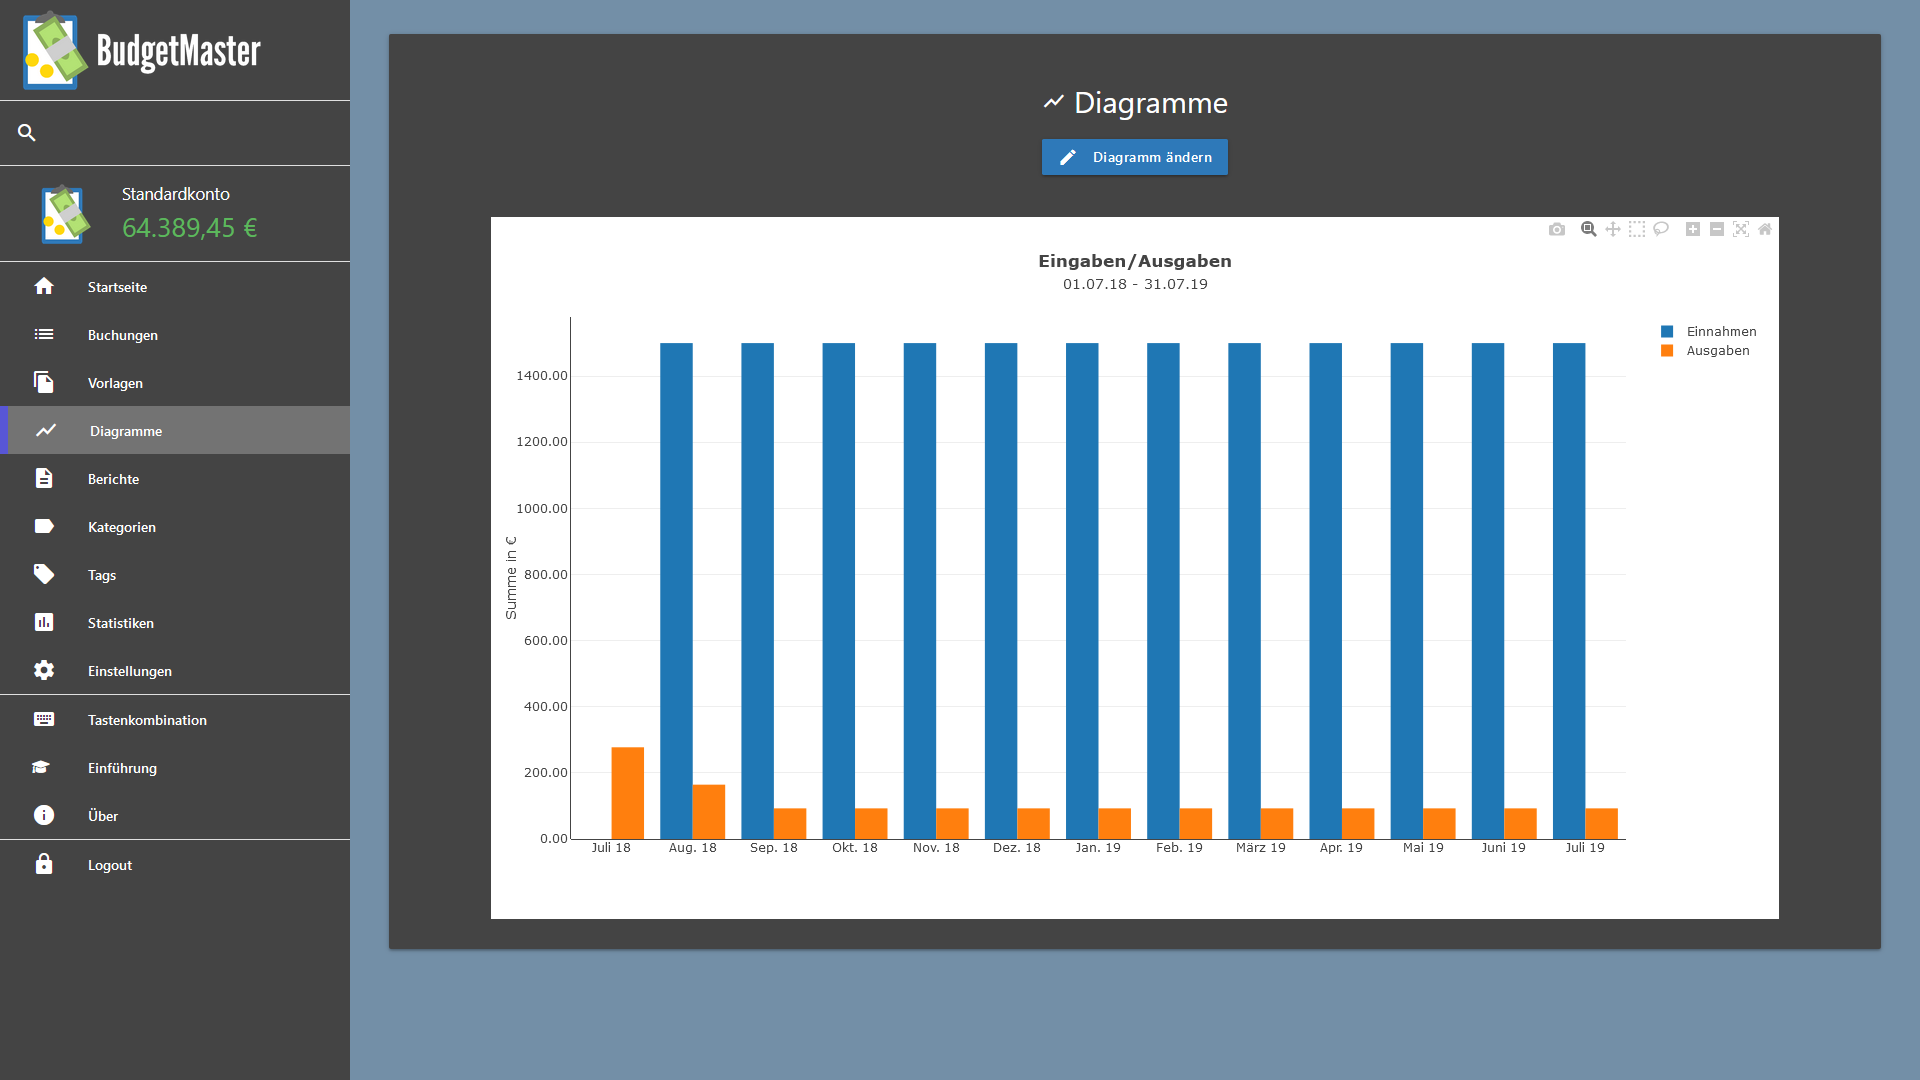 BudgetMaster
Standardkonto
64.389,45 €
Startseite
Buchungen
Vorlagen
Diagramme
Berichte
Kategorien
Tags
Statistiken
Einstellungen
Tastenkombination
Einführung
Über
Logout
Diagramme
Diagramm ändern
Eingaben/Ausgaben
01.07.18 - 31.07.19
Einnahmen
Ausgaben
Summe in €
1400.00
1200.00
1000.00
800.00
600.00
400.00
200.00
0.00
Juli 18 Aug. 18 Sep. 18 Okt. 18 Nov. 18 Dez. 18 Jan. 19 Feb. 19 März 19 Apr. 19 Mai 19 Juni 19 Juli 19